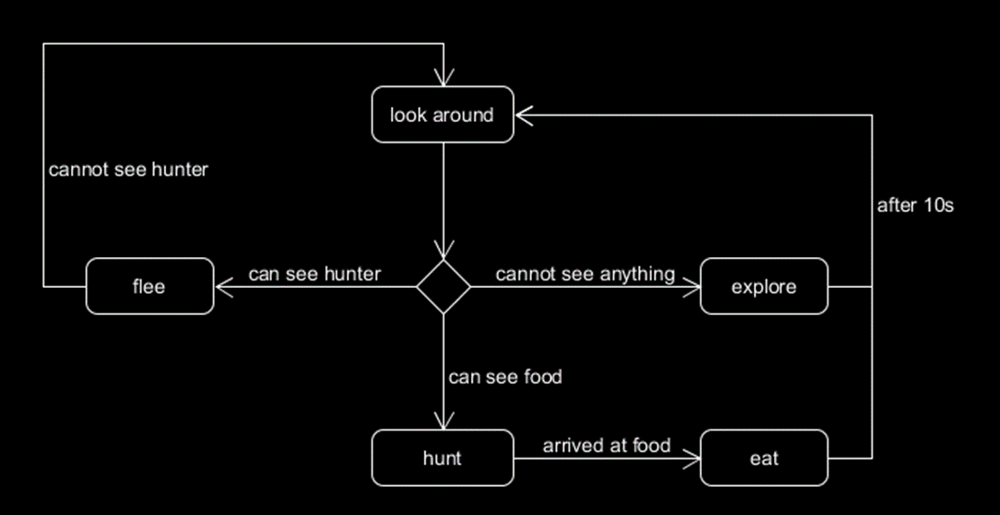 look around
cannot see hunter
after 10s
flee
can see hunter
cannot see anything
explore
can see food
hunt
arrived at food
eat